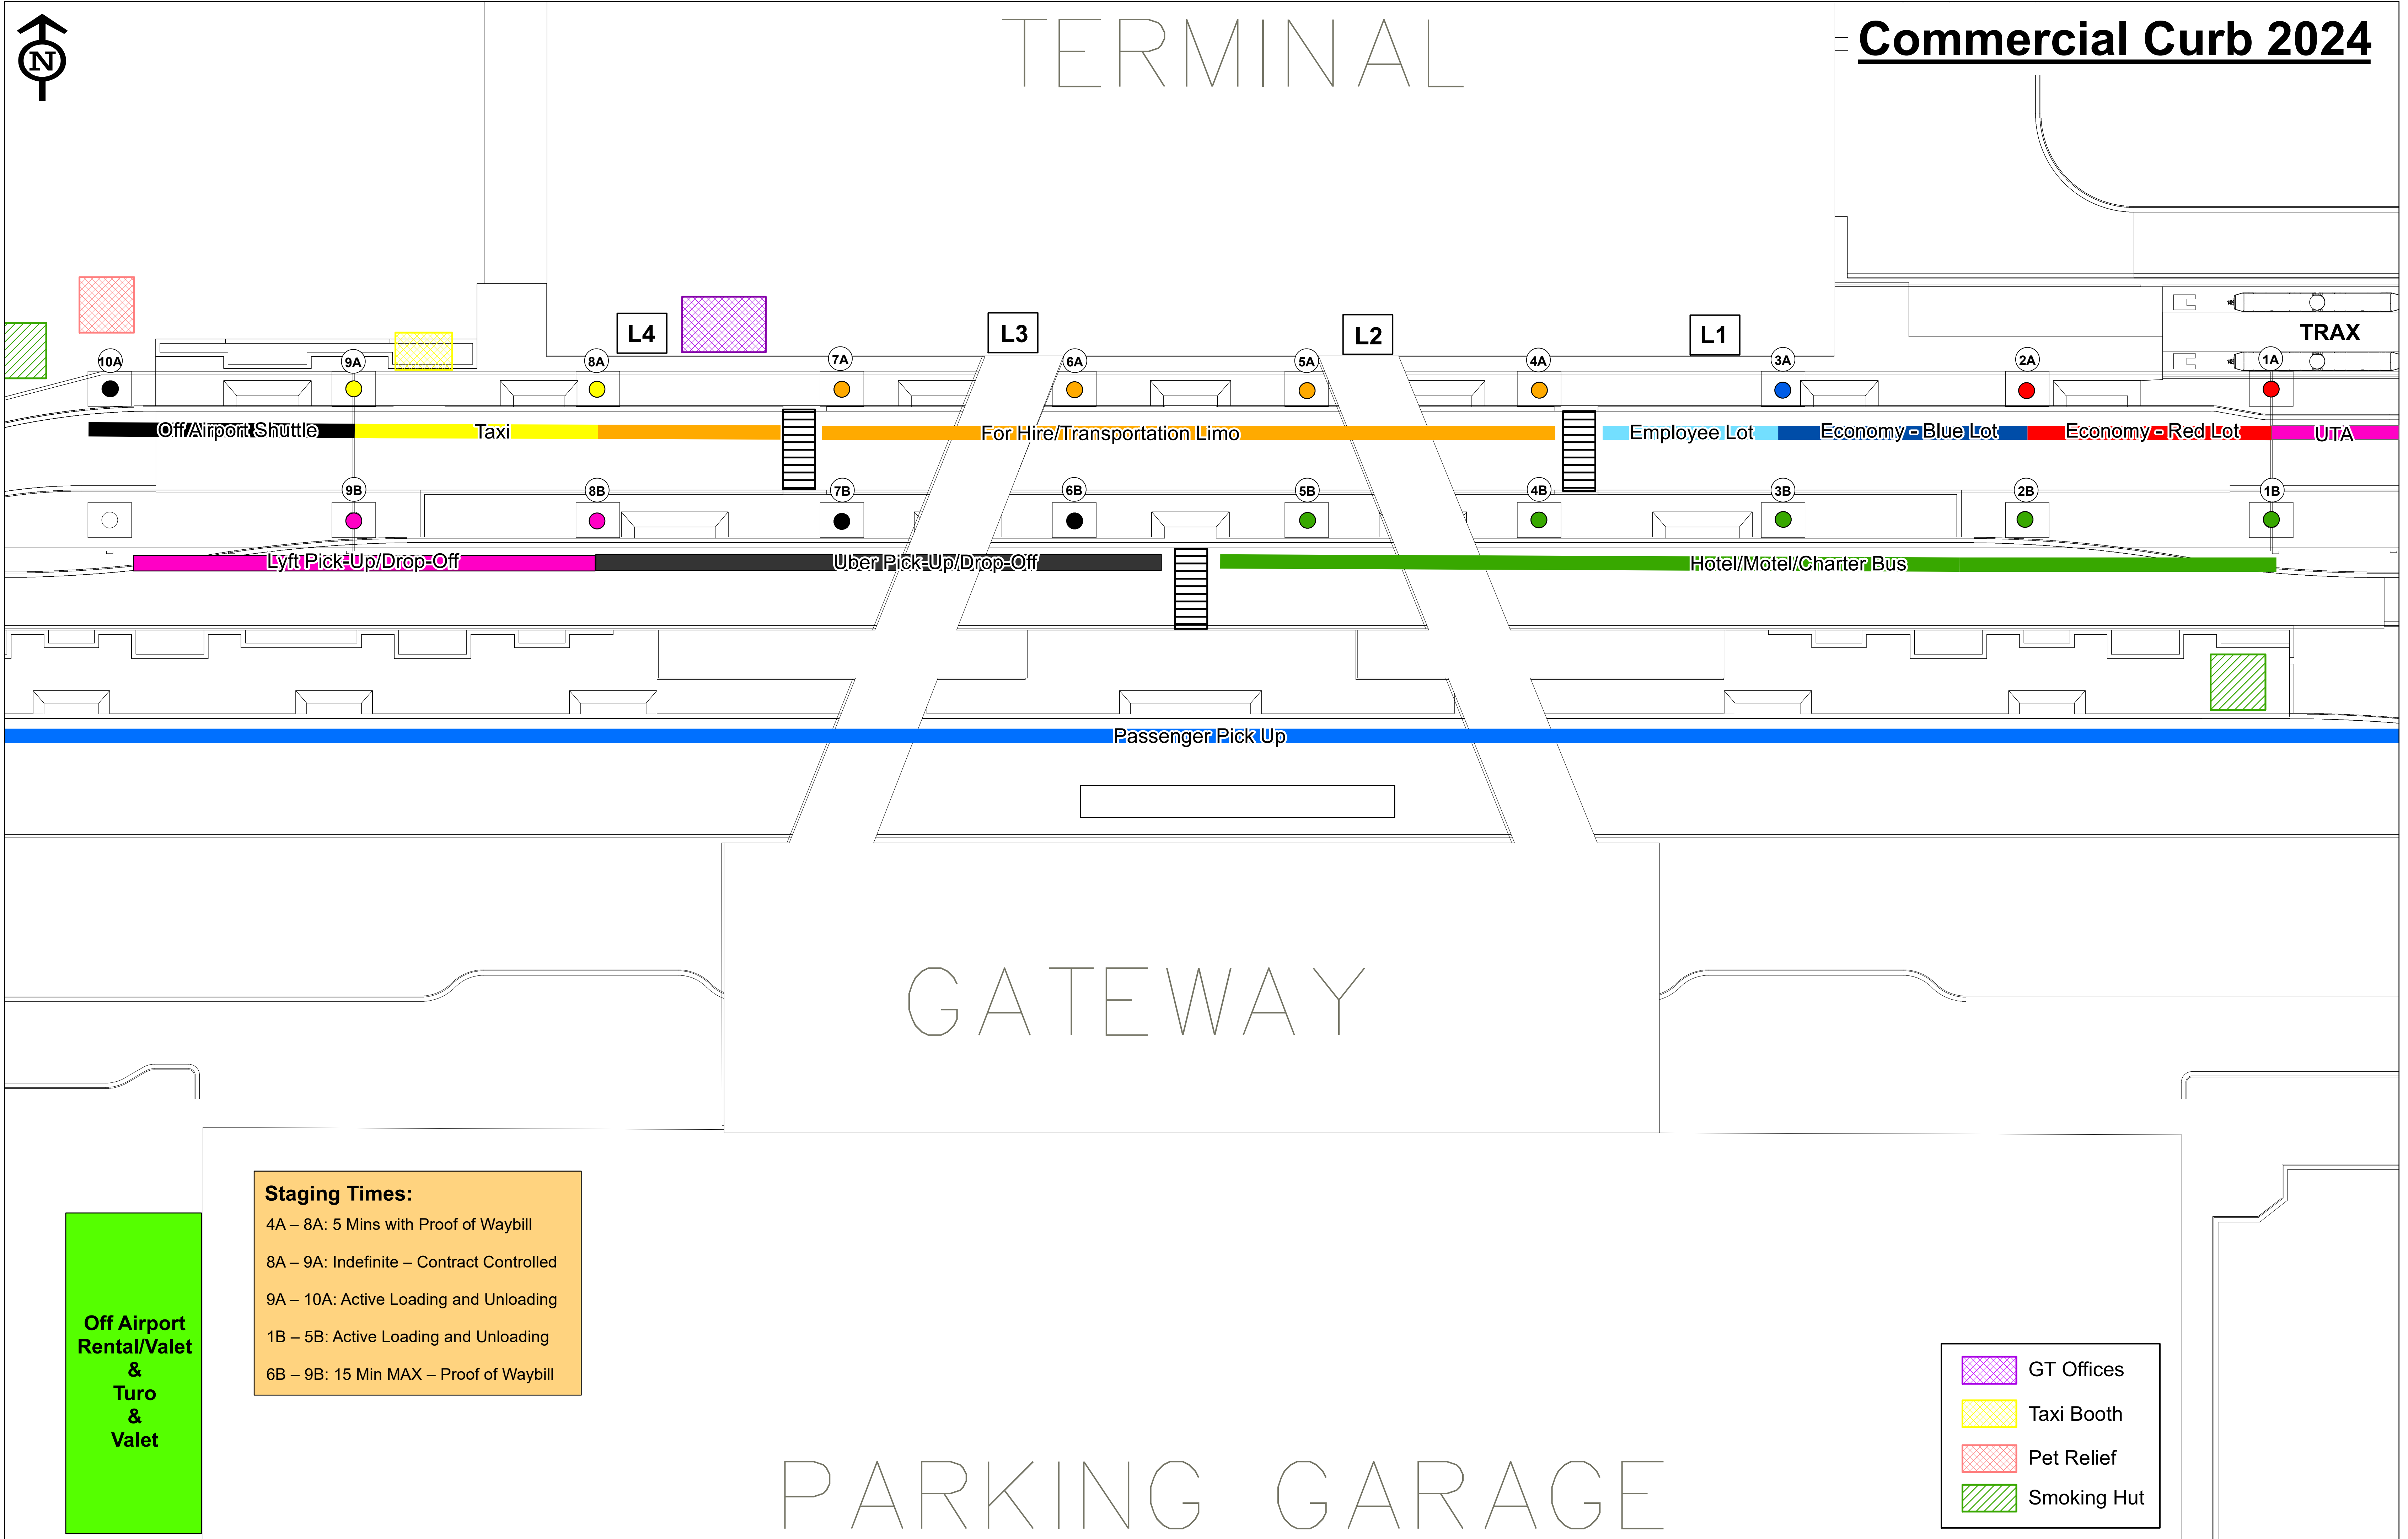 N
TERMINAL
Commercial Curb 2024
L4
L3
L2
L1
TRAX
10A
9A
8A
7A
6A
5A
4A
3A
2A
1A
Off Airport Shuttle
Taxi
For Hire/Transportation Limo
Employee Lot
Economy - Blue Lot
Economy - Red Lot
UTA
9B
8B
7B
6B
5B
4B
3B
2B
1B
Lyft Pick-Up/Drop-Off
Uber Pick-Up/Drop-Off
Hotel/Motel/Charter Bus
Passenger Pick Up
GATEWAY
Staging Times:
4A – 8A: 5 Mins with Proof of Waybill
8A – 9A: Indefinite – Contract Controlled
9A – 10A: Active Loading and Unloading
1B – 5B: Active Loading and Unloading
6B – 9B: 15 Min MAX – Proof of Waybill
Off Airport
Rental/Valet
&
Turo
&
Valet
GT Offices
Taxi Booth
Pet Relief
Smoking Hut
PARKING GARAGE